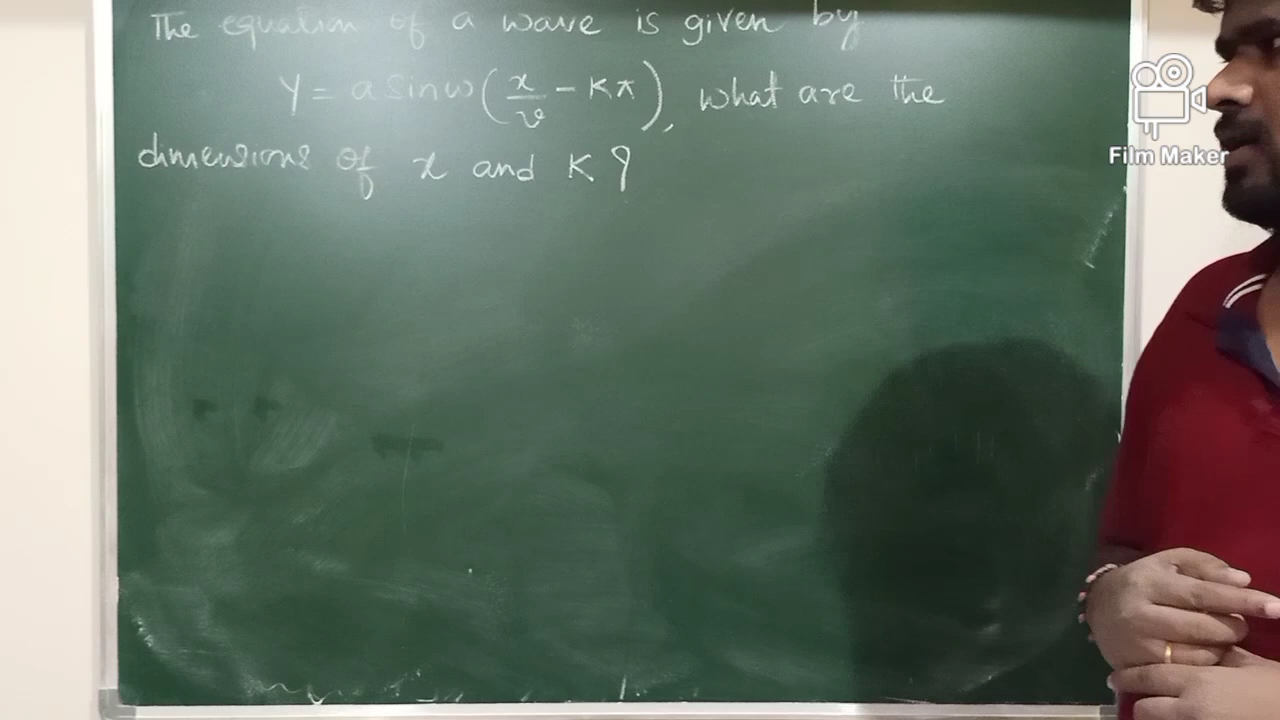 The equation of a wave is given by
Y = a sin ω (x/v - Kx), what are the
dimensions of x and K ?
Film Maker